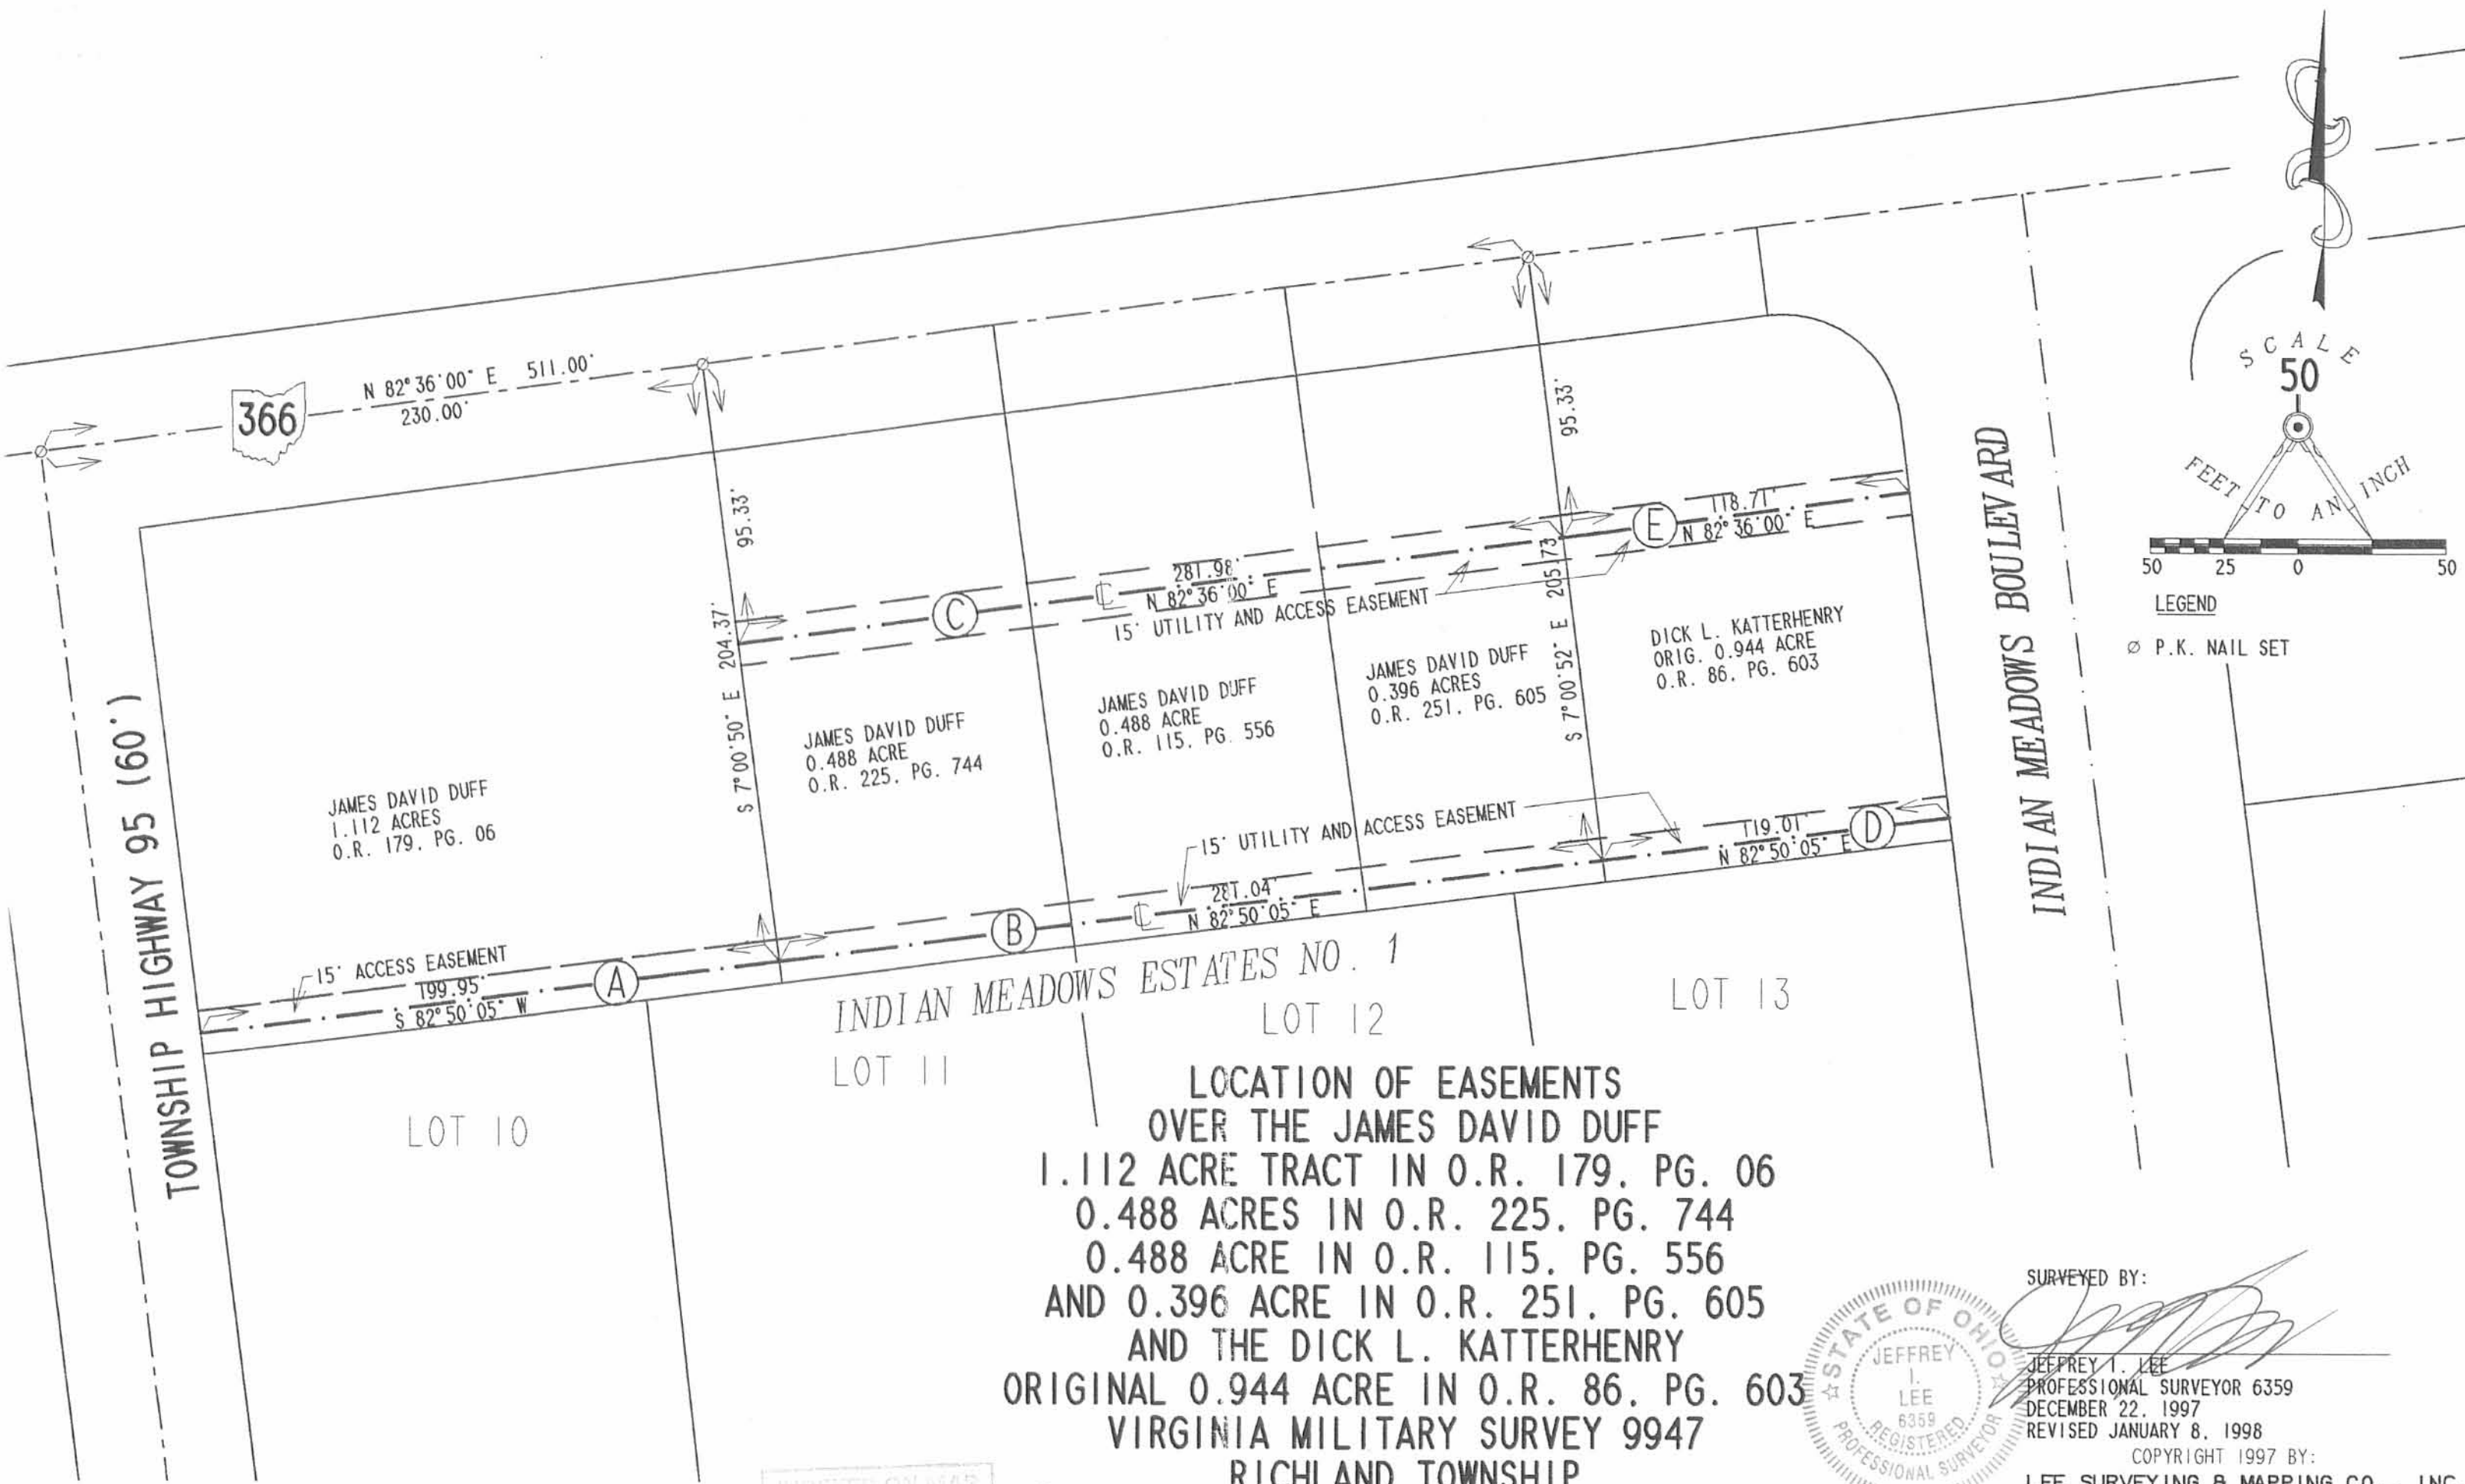 366
N 82°36'00" E 511.00'
230.00'
95.33'
S 7°00'50" E 204.37'
95.33'
S 7°00'52" E 205.73'
SCALE
50
FEET TO AN INCH
50 25 0 50
LEGEND
Ø P.K. NAIL SET
TOWNSHIP HIGHWAY 95 (60')
INDIAN MEADOWS BOULEVARD
C
281.98'
N 82°36'00" E
15' UTILITY AND ACCESS EASEMENT
E
118.71'
N 82°36'00" E
JAMES DAVID DUFF
1.112 ACRES
O.R. 179, PG. 06
JAMES DAVID DUFF
0.488 ACRE
O.R. 225, PG. 744
JAMES DAVID DUFF
0.488 ACRE
O.R. 115, PG. 556
JAMES DAVID DUFF
0.396 ACRES
O.R. 251, PG. 605
DICK L. KATTERHENRY
ORIG. 0.944 ACRE
O.R. 86, PG. 603
15' ACCESS EASEMENT
199.95'
S 82°50'05" W
A
B
15' UTILITY AND ACCESS EASEMENT
281.04'
N 82°50'05" E
119.01'
N 82°50'05" E
D
INDIAN MEADOWS ESTATES NO. 1
LOT 10
LOT 11
LOT 12
LOT 13
LOCATION OF EASEMENTS
OVER THE JAMES DAVID DUFF
1.112 ACRE TRACT IN O.R. 179, PG. 06
0.488 ACRES IN O.R. 225, PG. 744
0.488 ACRE IN O.R. 115, PG. 556
AND 0.396 ACRE IN O.R. 251, PG. 605
AND THE DICK L. KATTERHENRY
ORIGINAL 0.944 ACRE IN O.R. 86, PG. 603
VIRGINIA MILITARY SURVEY 9947
RICHLAND TOWNSHIP
STATE OF OHIO
JEFFREY
I.
LEE
6359
REGISTERED
PROFESSIONAL SURVEYOR
SURVEYED BY:
JEFFREY I. LEE
PROFESSIONAL SURVEYOR 6359
DECEMBER 22, 1997
REVISED JANUARY 8, 1998
COPYRIGHT 1997 BY:
LEE SURVEYING & MAPPING CO., INC.